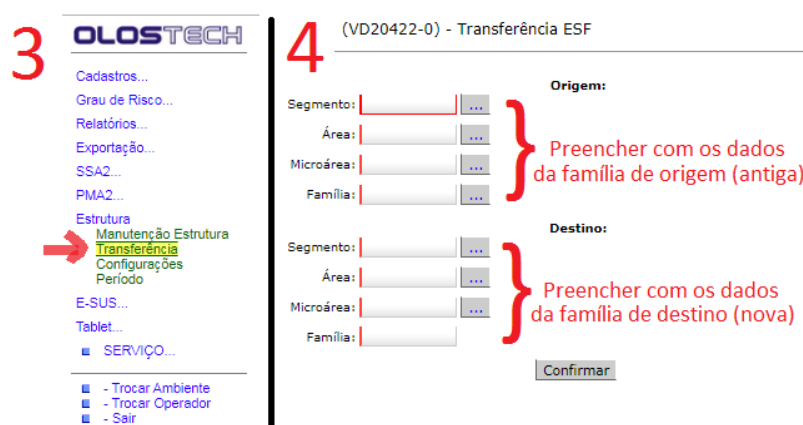 3
OLOSTECH
Cadastros...
Grau de Risco...
Relatórios...
Exportação...
SSA2...
PMA2...
Estrutura
Manutenção Estrutura
Transferência
Configurações
Período
E-SUS...
Tablet...
SERVIÇO...
- Trocar Ambiente
- Trocar Operador
- Sair
4
(VD20422-0) - Transferência ESF
Origem:
Segmento: ...
Área: ...
Microárea: ...
Família: ...
} Preencher com os dados
da família de origem (antiga)
Destino:
Segmento: ...
Área: ...
Microárea: ...
Família:
} Preencher com os dados
da família de destino (nova)
Confirmar